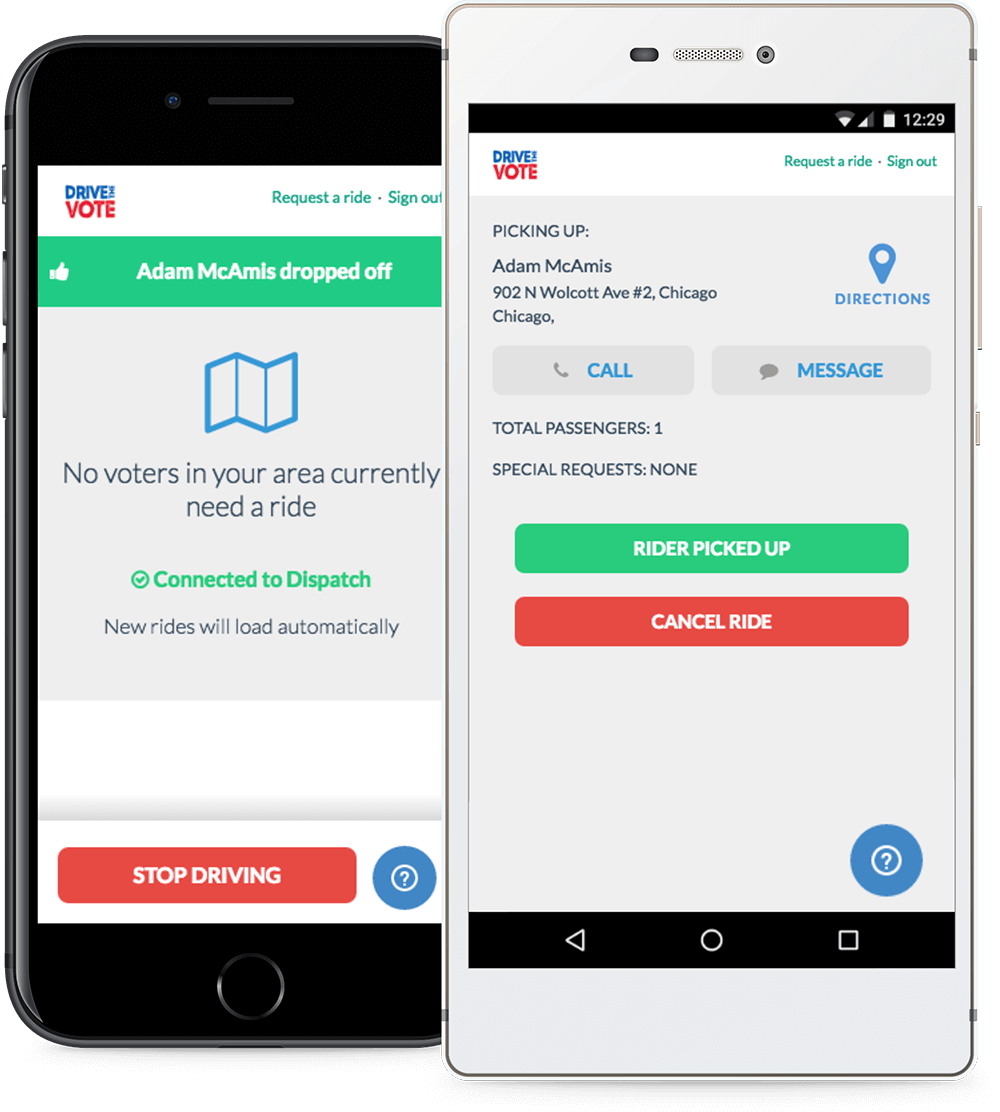 DRIVE THE
VOTE
Request a ride · Sign out
Adam McAmis dropped off
No voters in your area currently
need a ride
Connected to Dispatch
New rides will load automatically
STOP DRIVING
?
12:29
DRIVE THE
VOTE
Request a ride · Sign out
PICKING UP:
Adam McAmis
902 N Wolcott Ave #2, Chicago
Chicago,
DIRECTIONS
CALL
MESSAGE
TOTAL PASSENGERS: 1
SPECIAL REQUESTS: NONE
RIDER PICKED UP
CANCEL RIDE
?